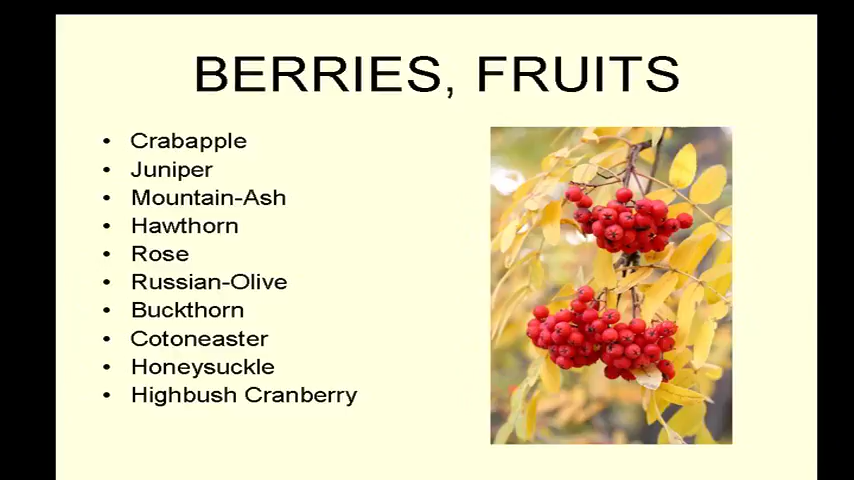 BERRIES, FRUITS
• Crabapple
• Juniper
• Mountain-Ash
• Hawthorn
• Rose
• Russian-Olive
• Buckthorn
• Cotoneaster
• Honeysuckle
• Highbush Cranberry